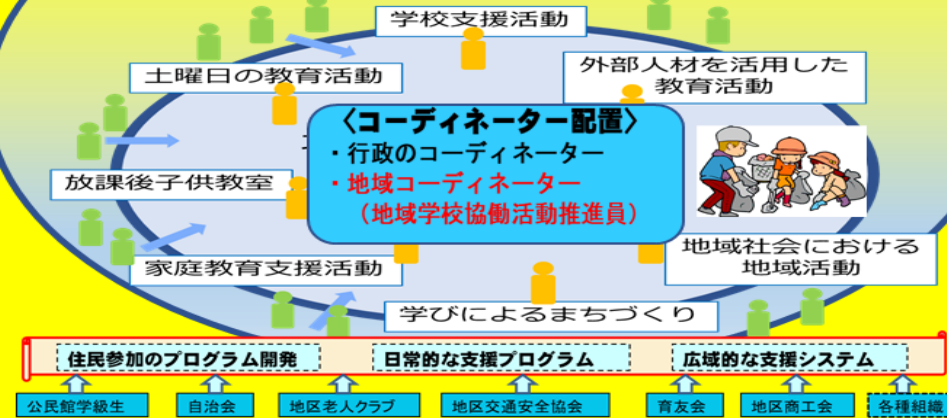 学校支援活動
土曜日の教育活動
外部人材を活用した
教育活動
〈コーディネーター配置〉
・行政のコーディネーター
・地域コーディネーター
（地域学校協働活動推進員）
放課後子供教室
家庭教育支援活動
地域社会における
地域活動
学びによるまちづくり
住民参加のプログラム開発
日常的な支援プログラム
広域的な支援システム
公民館学級生
自治会
地区老人クラブ
地区交通安全協会
育友会
地区商工会
各種組織